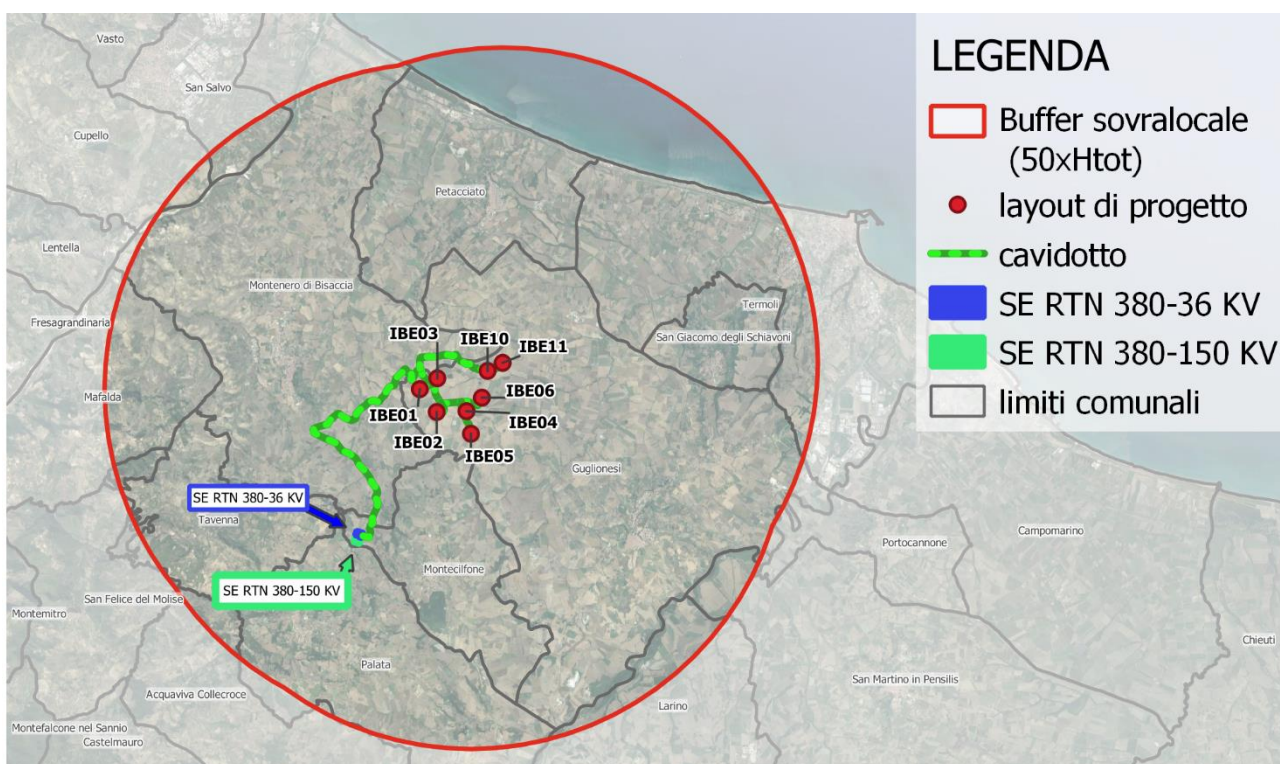 LEGENDA
Buffer sovralocale
(50xHtot)
layout di progetto
cavidotto
SE RTN 380-36 KV
SE RTN 380-150 KV
limiti comunali
Vasto
San Salvo
Cupello
Petacciato
Lentella
Montenero di Bisaccia
Termoli
Fresagrandinaria
San Giacomo degli Schiavoni
IBE03
IBE10
IBE11
Mafalda
IBE06
IBE01
IBE04
IBE02
IBE05
Guglionesi
SE RTN 380-36 KV
Tavenna
Campomarino
Portocannone
Montecilfone
SE RTN 380-150 KV
San Felice del Molise
Montemitro
Chieuti
Palata
San Martino in Pensilis
Acquaviva Collecroce
Larino
Montefalcone nel Sannio
Castelmauro